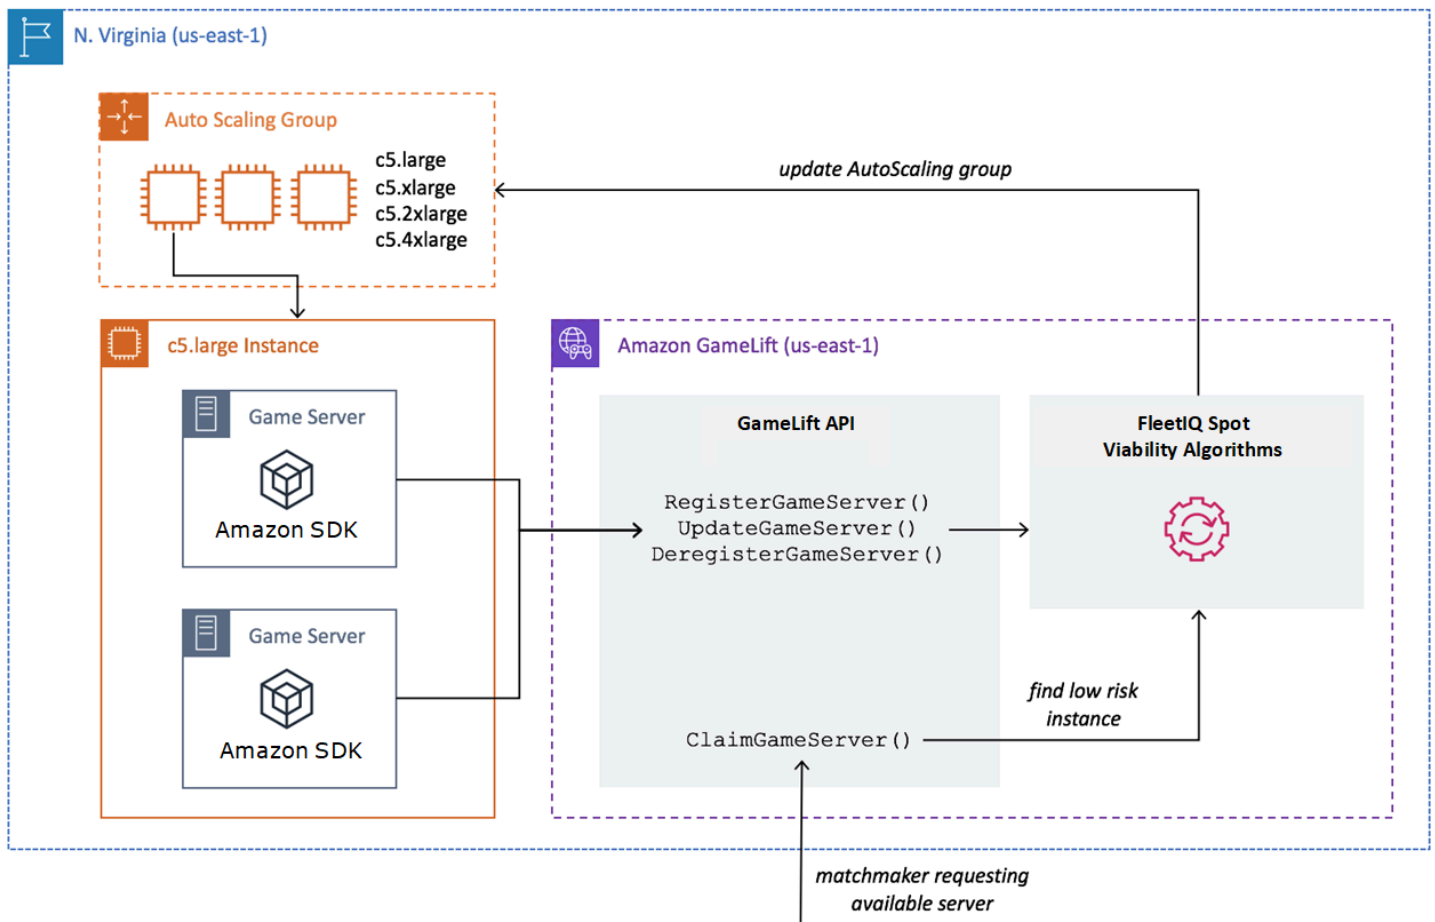 N. Virginia (us-east-1)
Auto Scaling Group
c5.large
c5.xlarge
c5.2xlarge
c5.4xlarge
update AutoScaling group
c5.large Instance
Game Server
Amazon SDK
Game Server
Amazon SDK
Amazon GameLift (us-east-1)
GameLift API
RegisterGameServer()
UpdateGameServer()
DeregisterGameServer()
ClaimGameServer()
FleetIQ Spot
Viability Algorithms
find low risk
instance
matchmaker requesting
available server